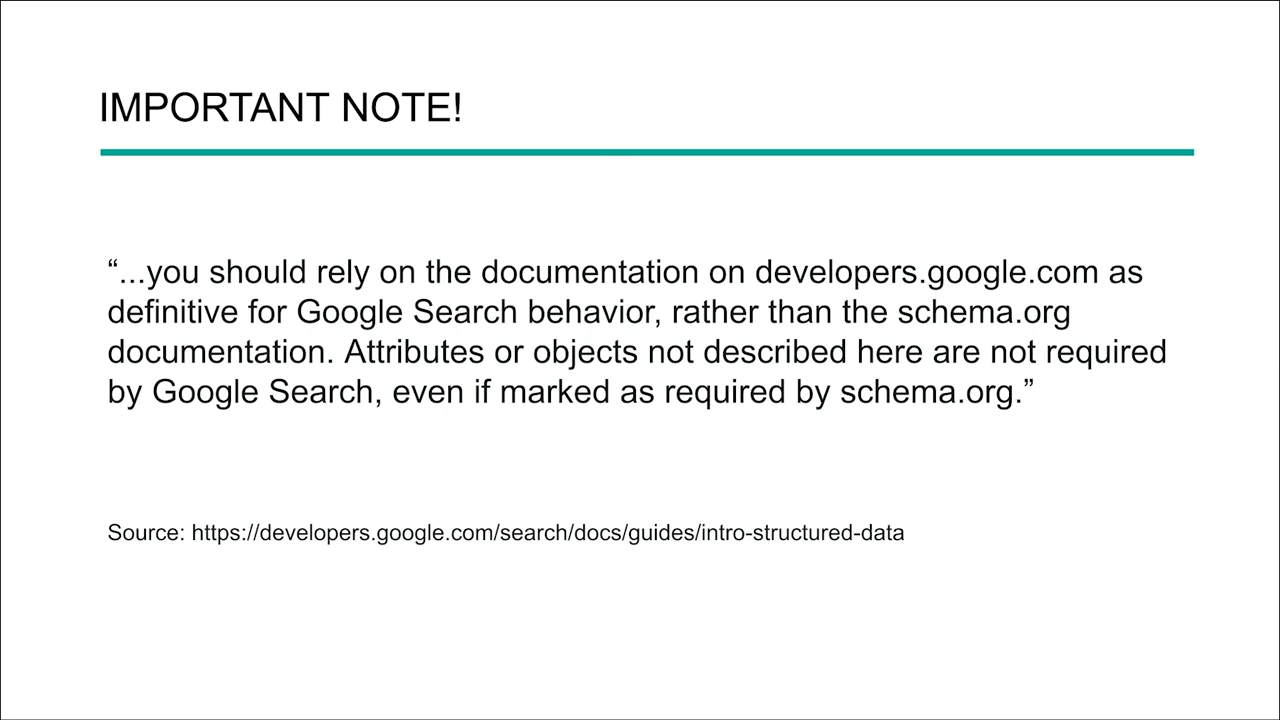 IMPORTANT NOTE!
“...you should rely on the documentation on developers.google.com as
definitive for Google Search behavior, rather than the schema.org
documentation. Attributes or objects not described here are not required
by Google Search, even if marked as required by schema.org.”
Source: https://developers.google.com/search/docs/guides/intro-structured-data